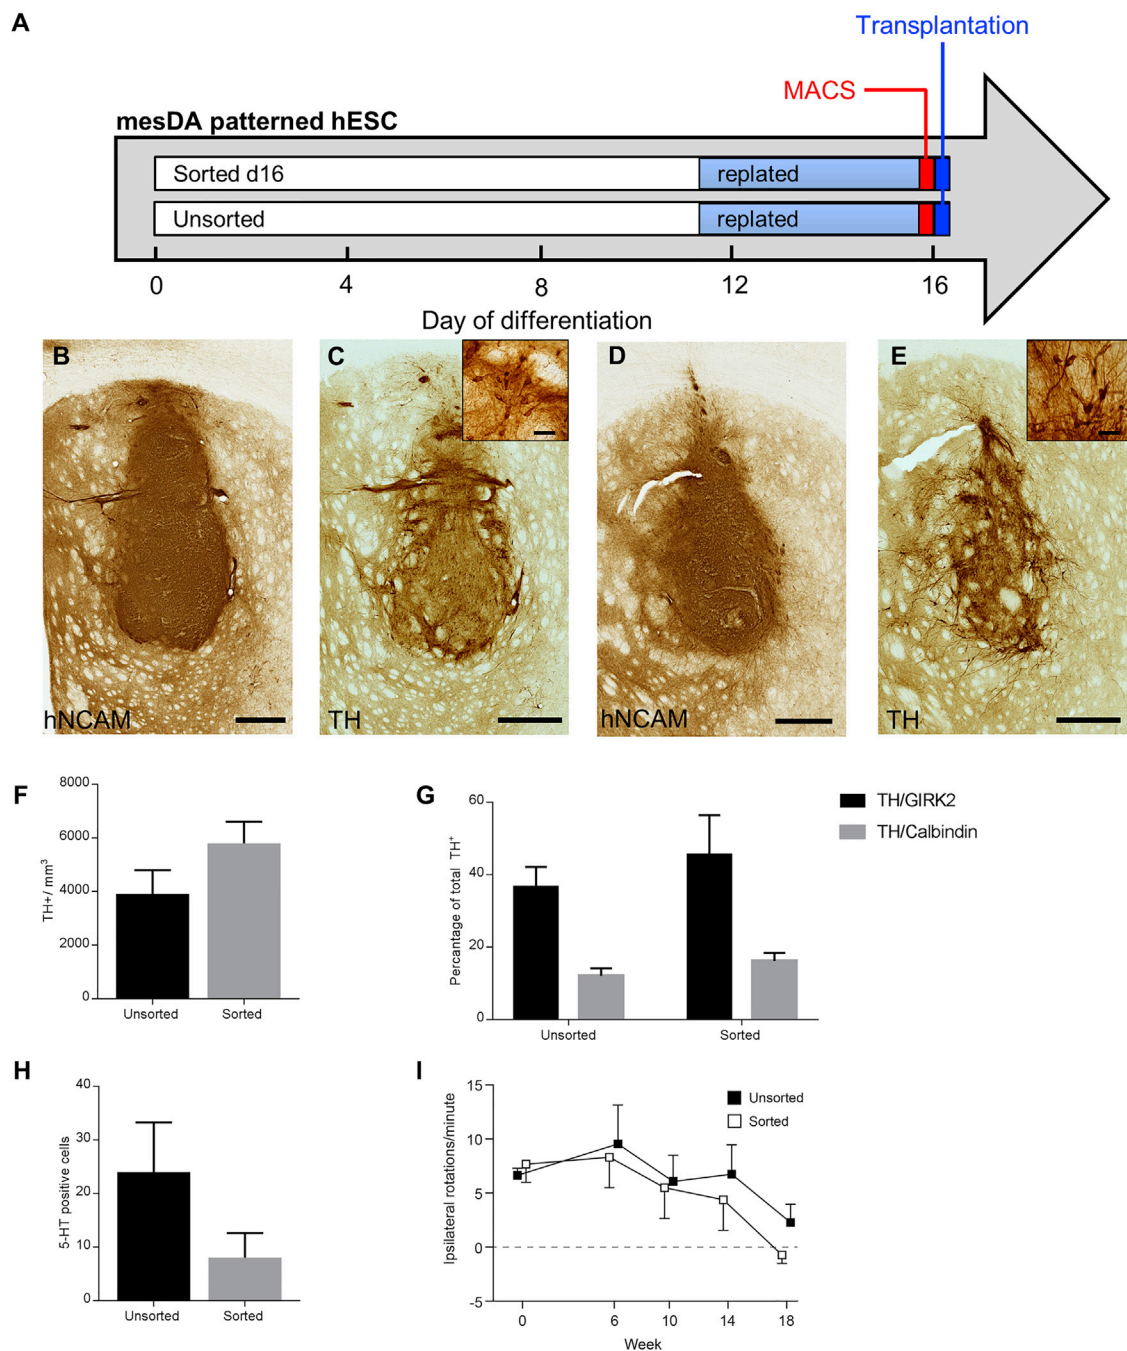 A
Transplantation
MACS
mesDA patterned hESC
Sorted d16 replated
Unsorted replated
0 4 8 12 16
Day of differentiation
B C D E
hNCAM TH hNCAM TH
F
8000
6000
4000
2000
0
TH+/ mm³
Unsorted Sorted
G
60
40
20
0
Percentage of total TH⁺
Unsorted Sorted
TH/GIRK2
TH/Calbindin
H
40
30
20
10
0
5-HT positive cells
Unsorted Sorted
I
15
10
5
0
-5
Ipsilateral rotations/minute
Unsorted
Sorted
0 6 10 14 18
Week